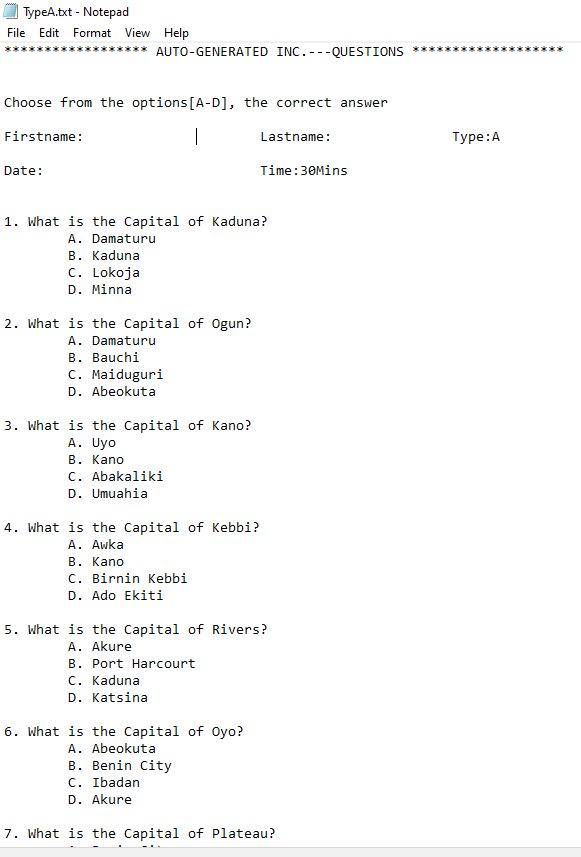 TypeA.txt - Notepad
File Edit Format View Help
****************** AUTO-GENERATED INC.---QUESTIONS *******************
Choose from the options[A-D], the correct answer
Firstname: Lastname: Type:A
Date: Time:30Mins
1. What is the Capital of Kaduna?
A. Damaturu
B. Kaduna
C. Lokoja
D. Minna
2. What is the Capital of Ogun?
A. Damaturu
B. Bauchi
C. Maiduguri
D. Abeokuta
3. What is the Capital of Kano?
A. Uyo
B. Kano
C. Abakaliki
D. Umuahia
4. What is the Capital of Kebbi?
A. Awka
B. Kano
C. Birnin Kebbi
D. Ado Ekiti
5. What is the Capital of Rivers?
A. Akure
B. Port Harcourt
C. Kaduna
D. Katsina
6. What is the Capital of Oyo?
A. Abeokuta
B. Benin City
C. Ibadan
D. Akure
7. What is the Capital of Plateau?